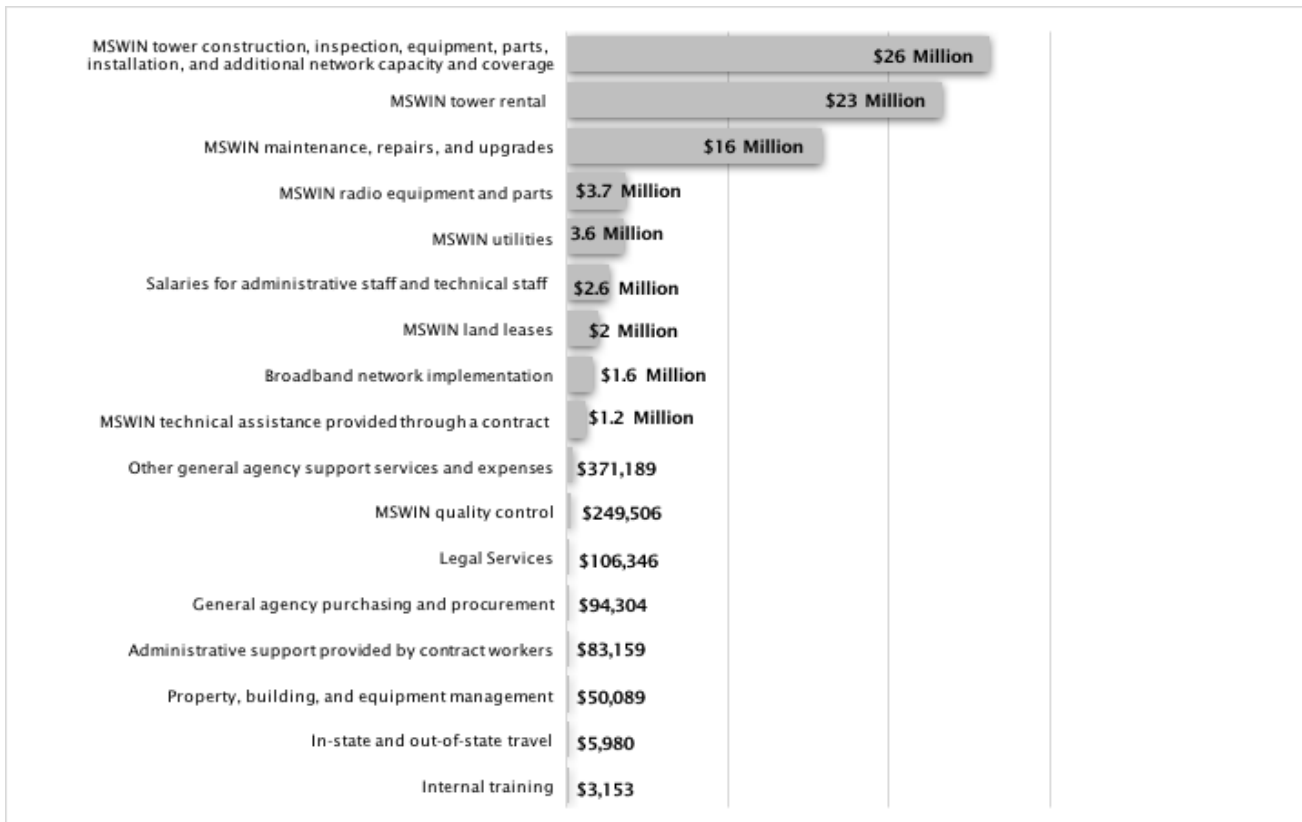 MSWIN tower construction, inspection, equipment, parts,
installation, and additional network capacity and coverage
$26 Million
MSWIN tower rental
$23 Million
MSWIN maintenance, repairs, and upgrades
$16 Million
MSWIN radio equipment and parts
$3.7 Million
MSWIN utilities
3.6 Million
Salaries for administrative staff and technical staff
$2.6 Million
MSWIN land leases
$2 Million
Broadband network implementation
$1.6 Million
MSWIN technical assistance provided through a contract
$1.2 Million
Other general agency support services and expenses
$371,189
MSWIN quality control
$249,506
Legal Services
$106,346
General agency purchasing and procurement
$94,304
Administrative support provided by contract workers
$83,159
Property, building, and equipment management
$50,089
In-state and out-of-state travel
$5,980
Internal training
$3,153